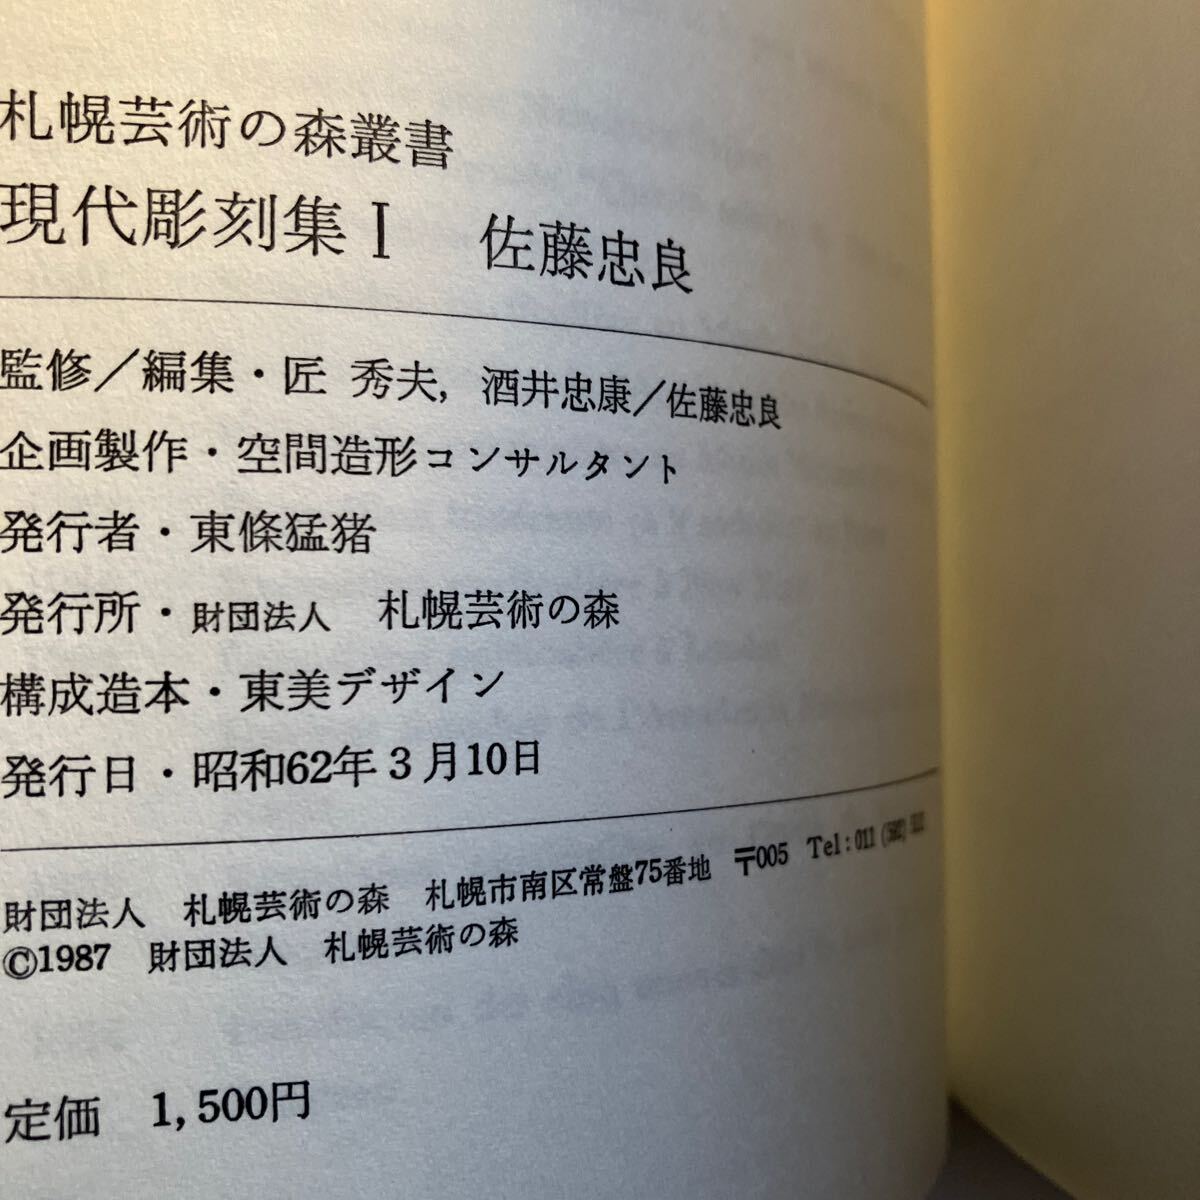 札幌芸術の森叢書
現代彫刻集Ⅰ　佐藤忠良
監修／編集・匠 秀夫, 酒井忠康／佐藤忠良
企画製作・空間造形コンサルタント
発行者・東條猛猪
発行所・財団法人　札幌芸術の森
構成造本・東美デザイン
発行日・昭和62年3月10日
財団法人　札幌芸術の森　札幌市南区常盤75番地　〒005　Tel:011
©1987　財団法人　札幌芸術の森
定価　1,500円